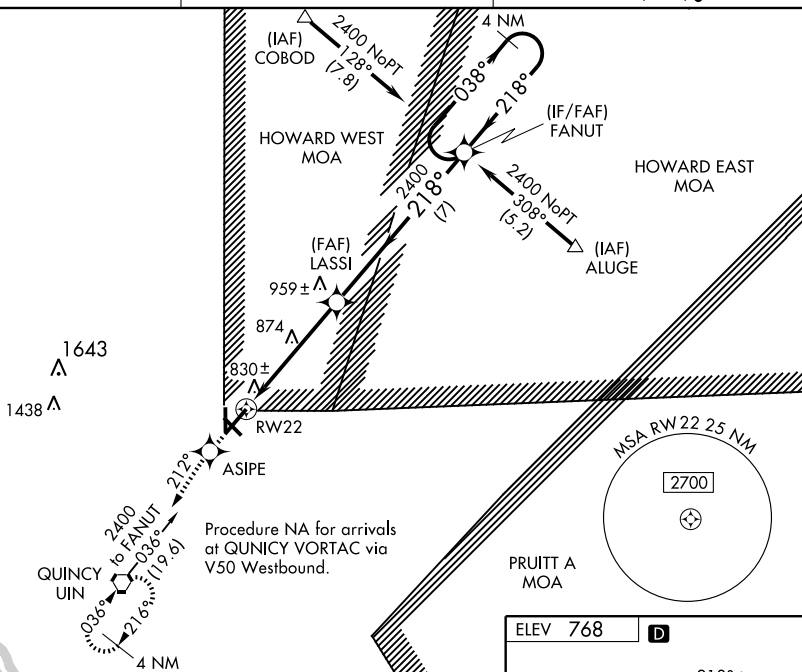 4 NM
(IAF)
COBOD
2400 NoPT
128°
(7.8)
038°
218°
(IF/FAF)
FANUT
HOWARD WEST
MOA
HOWARD EAST
MOA
2400
218°
(7)
2400 NoPT
308°
(5.2)
(IAF)
ALUGE
(FAF)
LASSI
959±
874
830±
1643
1438
RW22
ASIPE
212°
MSA RW 22 25 NM
2700
2400
to FANUT
036°
(19.6)
Procedure NA for arrivals
at QUNICY VORTAC via
V50 Westbound.
QUINCY
UIN
036°
216°
4 NM
PRUITT A
MOA
ELEV 768
D